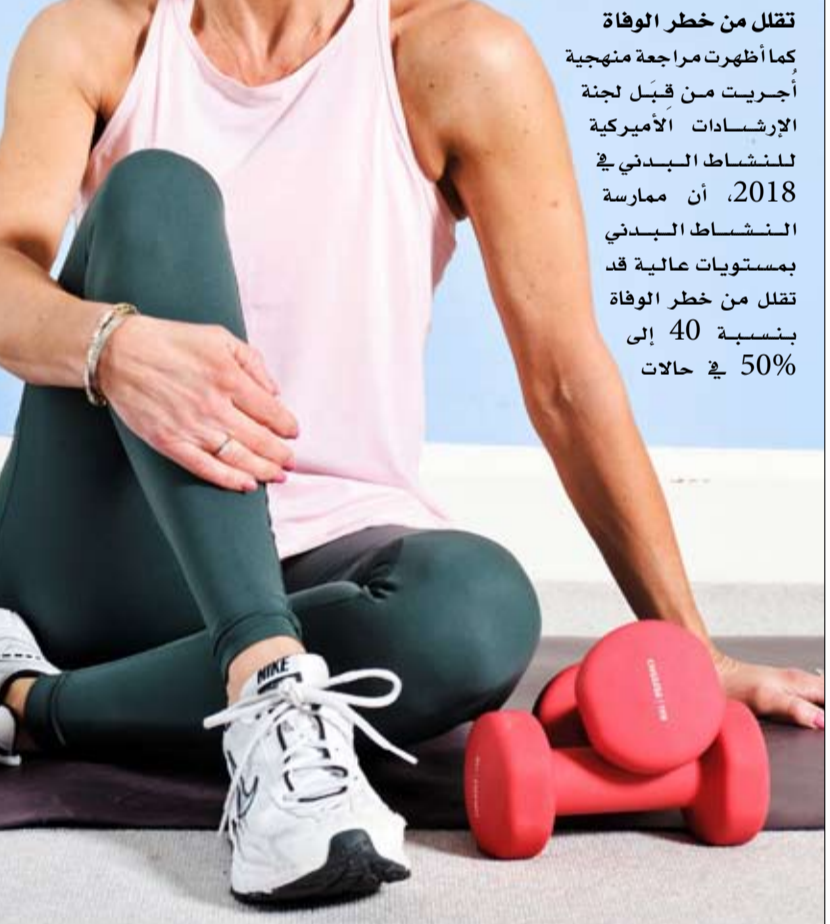 تقلل من خطر الوفاة
كما أظهرت مراجعة منهجية
أُجريت من قِبَل لجنة
الإرشادات الأميركية
للنشاط البدني في
2018، أن ممارسة
النشاط البدني
بمستويات عالية قد
تقلل من خطر الوفاة
بنسبة 40 إلى
50% في حالات
NIKE